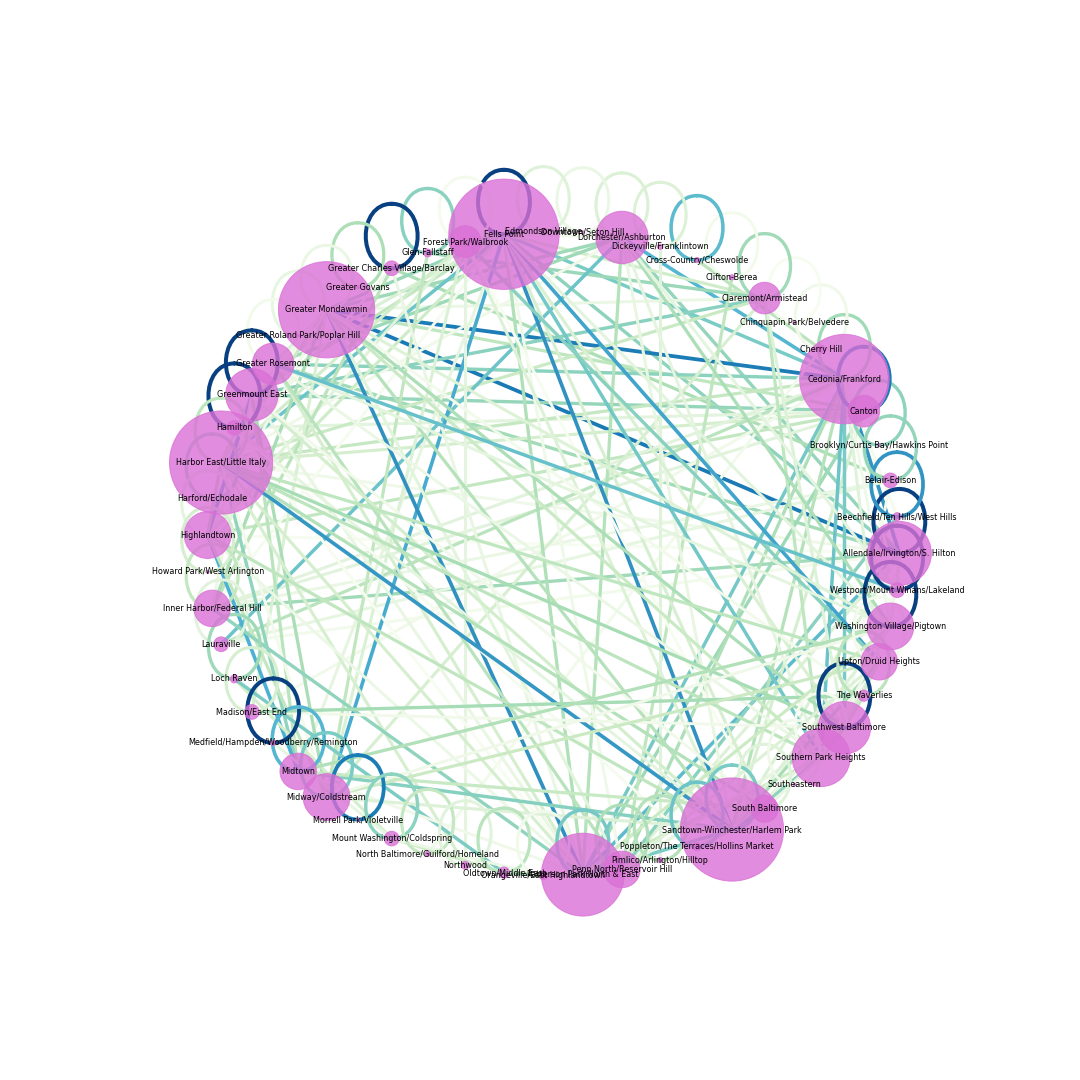 Edmondson Village
Downtown/Seton Hill
Fells Point
Dorchester/Ashburton
Forest Park/Walbrook
Dickeyville/Franklintown
Glen-Fallstaff
Cross-Country/Cheswolde
Greater Charles Village/Barclay
Clifton-Berea
Greater Govans
Claremont/Armistead
Greater Mondawmin
Chinquapin Park/Belvedere
Greater Roland Park/Poplar Hill
Cherry Hill
Greater Rosemont
Cedonia/Frankford
Greenmount East
Canton
Hamilton
Brooklyn/Curtis Bay/Hawkins Point
Harbor East/Little Italy
Belair-Edison
Harford/Echodale
Beechfield/Ten Hills/West Hills
Highlandtown
Allendale/Irvington/S. Hilton
Howard Park/West Arlington
Westport/Mount Winans/Lakeland
Inner Harbor/Federal Hill
Washington Village/Pigtown
Lauraville
Upton/Druid Heights
Loch Raven
The Waverlies
Madison/East End
Southwest Baltimore
Medfield/Hampden/Woodberry/Remington
Southern Park Heights
Midtown
Southeastern
Midway/Coldstream
South Baltimore
Morrell Park/Violetville
Sandtown-Winchester/Harlem Park
Mount Washington/Coldspring
Poppleton/The Terraces/Hollins Market
North Baltimore/Guilford/Homeland
Pimlico/Arlington/Hilltop
Northwood
Penn North/Reservoir Hill
Oldtown/Middle East
Orangeville/East Highlandtown